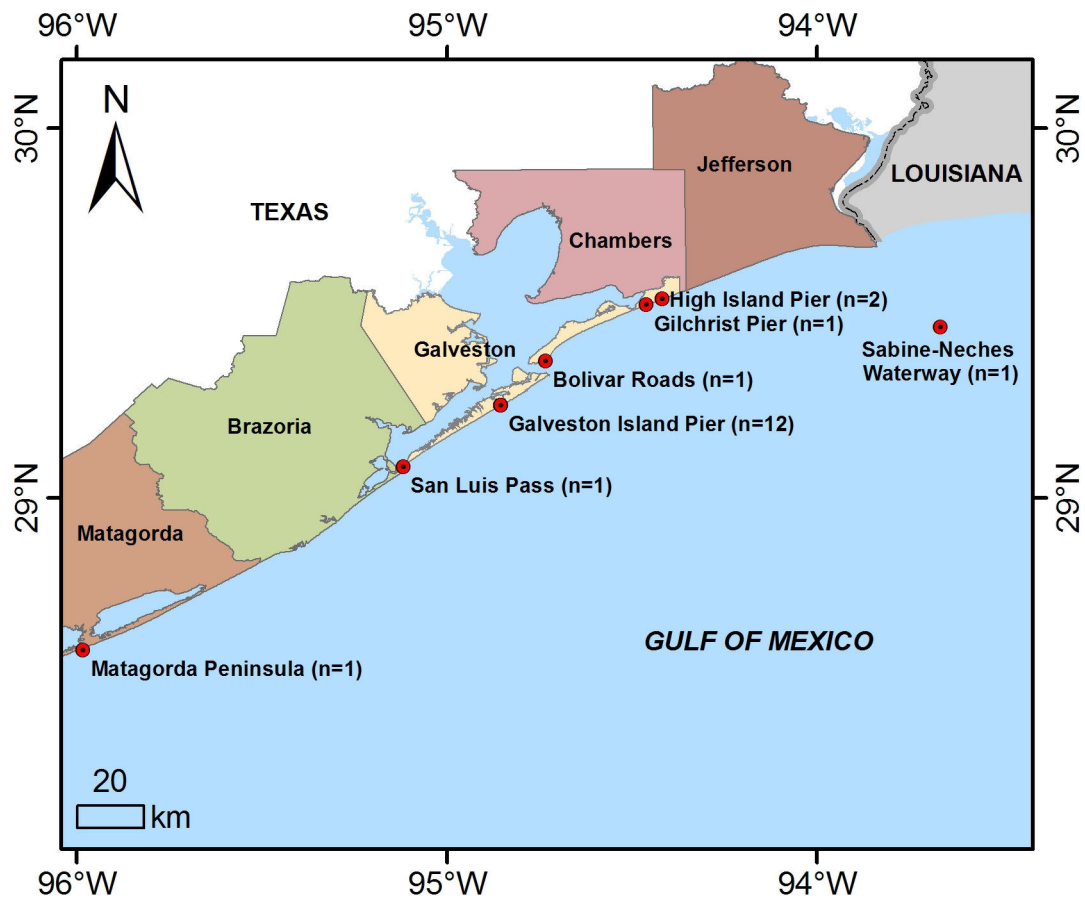 96°W 95°W 94°W
N
30°N
30°N
Jefferson
LOUISIANA
TEXAS
Chambers
High Island Pier (n=2)
Gilchrist Pier (n=1)
Galveston
Sabine-Neches
Waterway (n=1)
Bolivar Roads (n=1)
Galveston Island Pier (n=12)
Brazoria
San Luis Pass (n=1)
29°N
29°N
Matagorda
GULF OF MEXICO
Matagorda Peninsula (n=1)
20
km
96°W 95°W 94°W